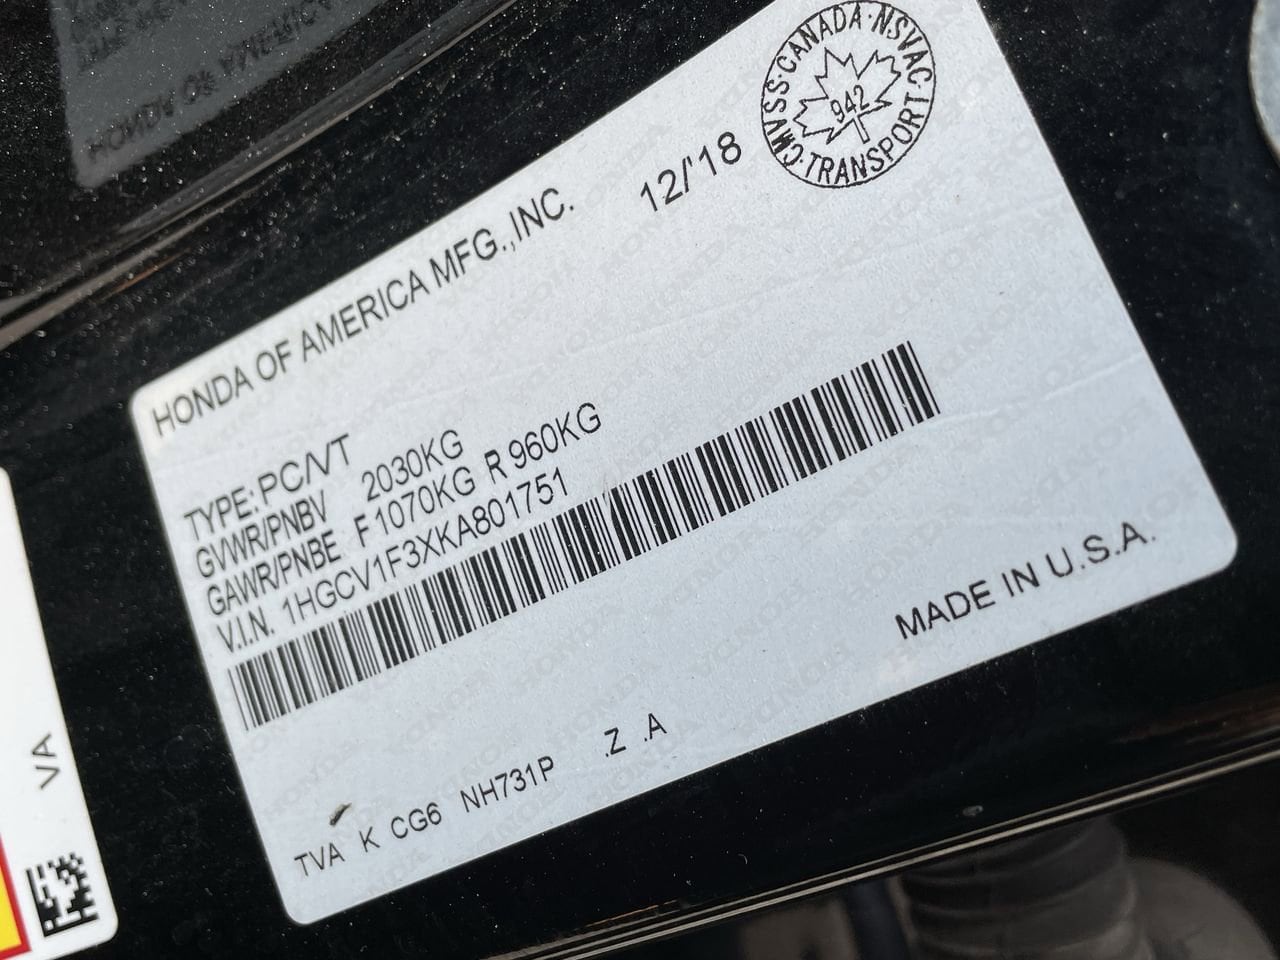 HONDA OF AMERICA MFG.,INC. 12/'18
CMVSS·CANADA·NSVAC·TRANSPORT
942
TYPE:PC/VT
GVWR/PNBV 2030KG
GAWR/PNBE F1070KG R 960KG
V.I.N. 1HGCV1F3XKA801751
MADE IN U.S.A.
TVA K CG6 NH731P .Z .A
VA